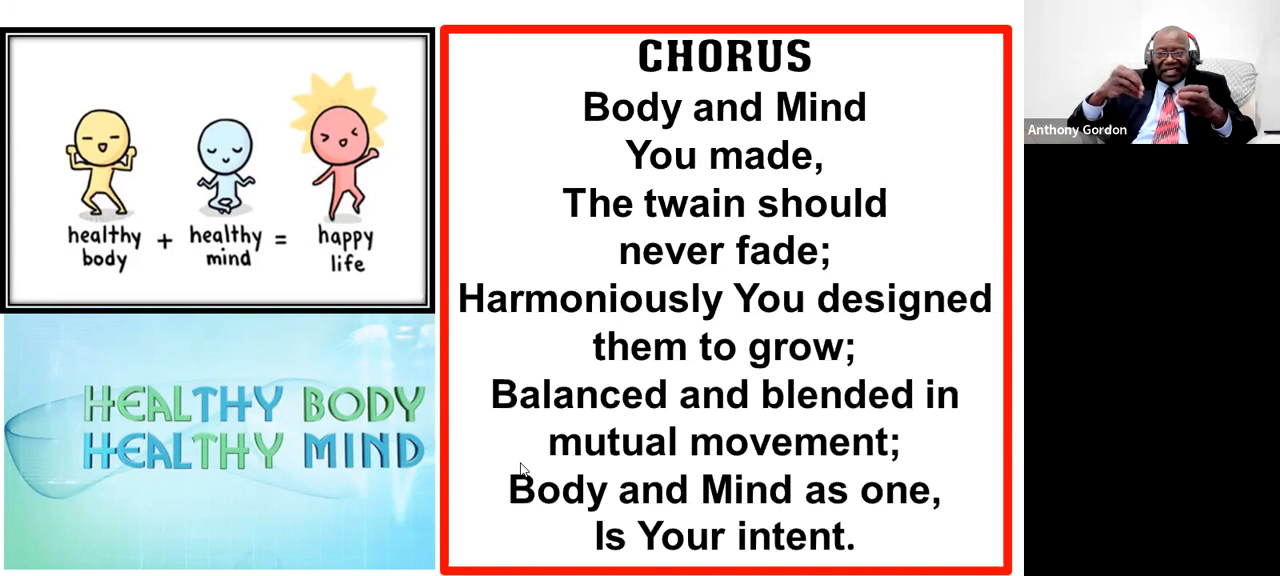 healthy body + healthy mind = happy life
HEALTHY BODY
HEALTHY MIND
CHORUS
Body and Mind
You made,
The twain should
never fade;
Harmoniously You designed
them to grow;
Balanced and blended in
mutual movement;
Body and Mind as one,
Is Your intent.
Anthony Gordon